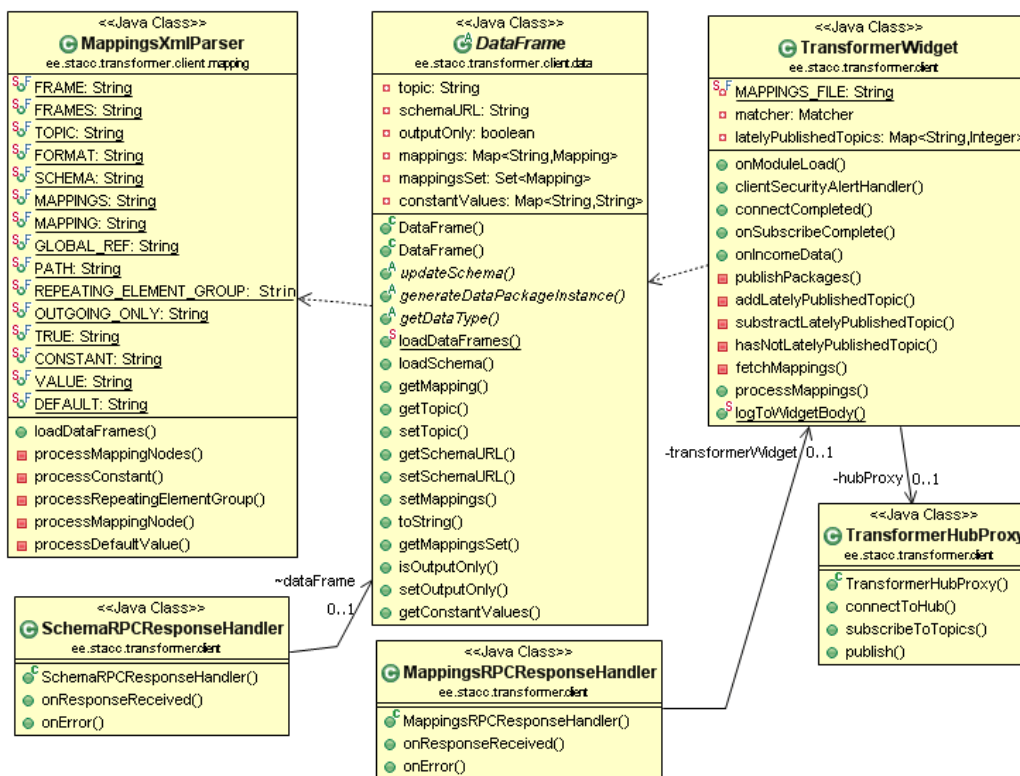 <<Java Class>>
MappingsXmlParser
ee.stacc.transformer.client.mapping
FRAME: String
FRAMES: String
TOPIC: String
FORMAT: String
SCHEMA: String
MAPPINGS: String
MAPPING: String
GLOBAL_REF: String
PATH: String
REPEATING_ELEMENT_GROUP: Strin
OUTGOING_ONLY: String
TRUE: String
CONSTANT: String
VALUE: String
DEFAULT: String
loadDataFrames()
processMappingNodes()
processConstant()
processRepeatingElementGroup()
processMappingNode()
processDefaultValue()
<<Java Class>>
DataFrame
ee.stacc.transformer.client.data
topic: String
schemaURL: String
outputOnly: boolean
mappings: Map<String,Mapping>
mappingsSet: Set<Mapping>
constantValues: Map<String,String>
DataFrame()
DataFrame()
updateSchema()
generateDataPackageInstance()
getDataType()
loadDataFrames()
loadSchema()
getMapping()
getTopic()
setTopic()
getSchemaURL()
setSchemaURL()
setMappings()
toString()
getMappingsSet()
isOutputOnly()
setOutputOnly()
getConstantValues()
<<Java Class>>
TransformerWidget
ee.stacc.transformer.client
MAPPINGS_FILE: String
matcher: Matcher
latelyPublishedTopics: Map<String,Integer>
onModuleLoad()
clientSecurityAlertHandler()
connectCompleted()
onSubscribeComplete()
onIncomeData()
publishPackages()
addLatelyPublishedTopic()
substractLatelyPublishedTopic()
hasNotLatelyPublishedTopic()
fetchMappings()
processMappings()
logToWidgetBody()
-transformerWidget 0..1
-hubProxy 0..1
<<Java Class>>
TransformerHubProxy
ee.stacc.transformer.client
TransformerHubProxy()
connectToHub()
subscribeToTopics()
publish()
~dataFrame
0..1
<<Java Class>>
SchemaRPCResponseHandler
ee.stacc.transformer.client
SchemaRPCResponseHandler()
onResponseReceived()
onError()
<<Java Class>>
MappingsRPCResponseHandler
ee.stacc.transformer.client
MappingsRPCResponseHandler()
onResponseReceived()
onError()